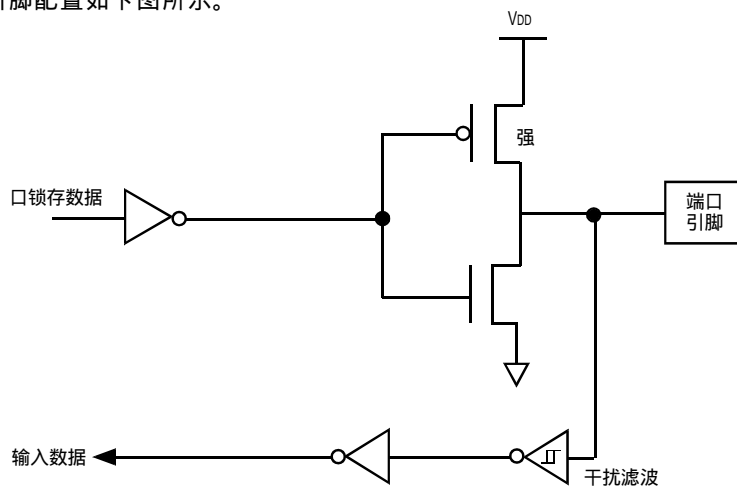 脚配置如下图所示。
VDD
强
口锁存数据
端口
引脚
输入数据
干扰滤波